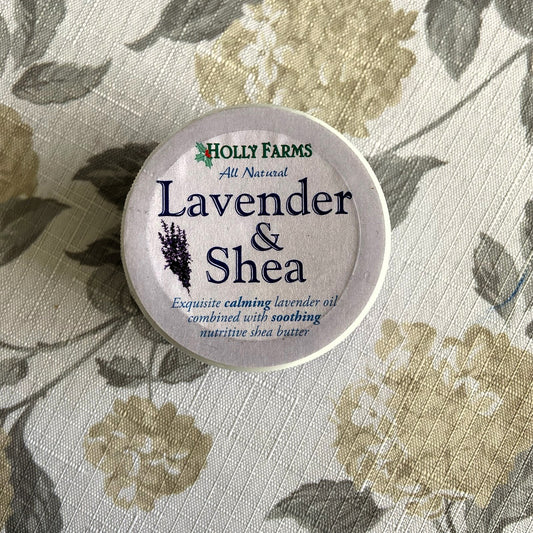 HOLLY FARMS
All Natural
Lavender
&
Shea
Exquisite calming lavender oil
combined with soothing
nutritive shea butter